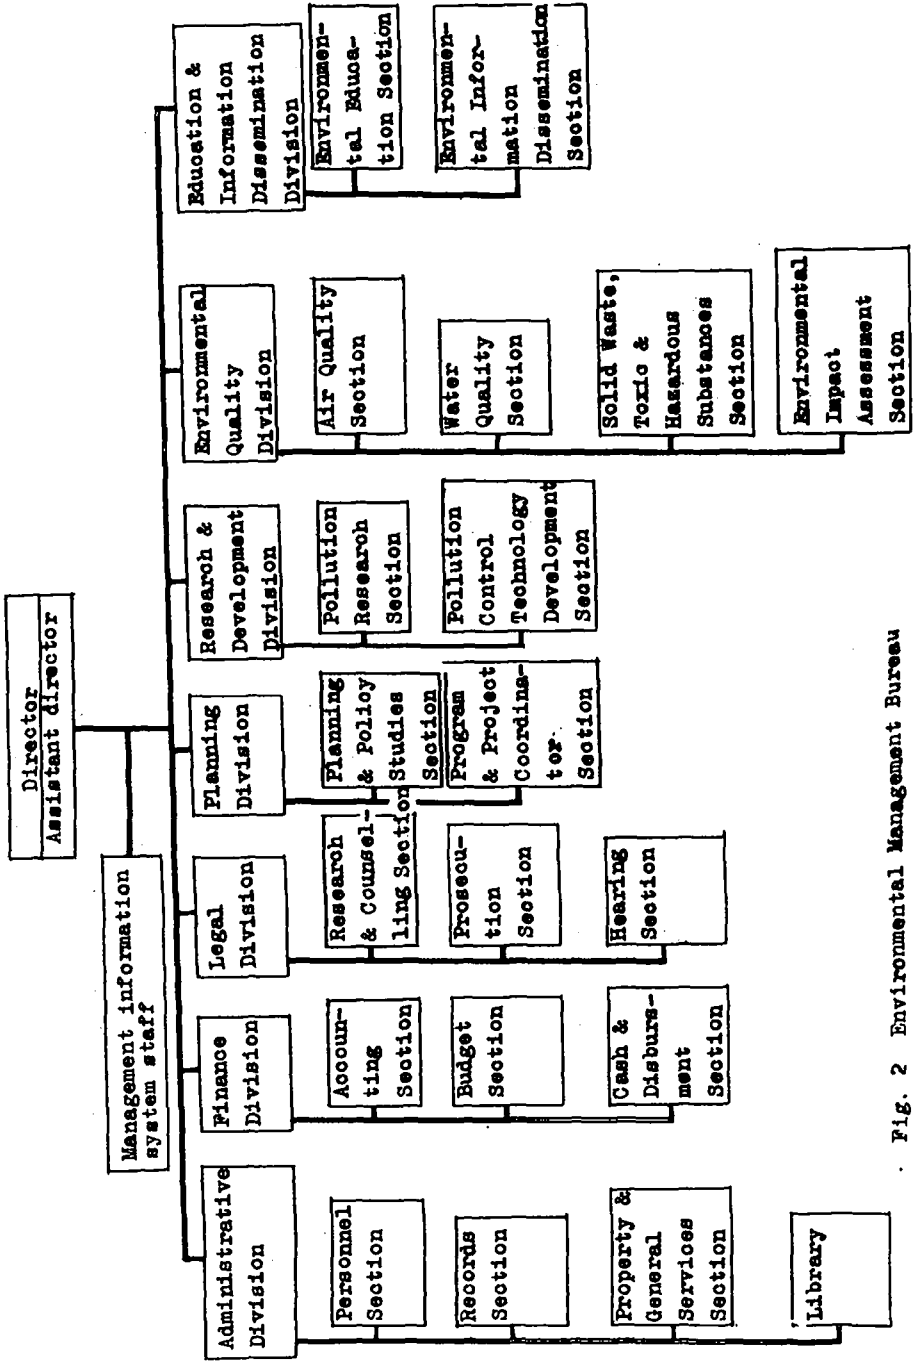 Director
Assistant director
Management information
system staff
Administrative
Division
Personnel
Section
Records
Section
Property &
General
Services
Section
Library
Finance
Division
Accoun-
ting
Section
Budget
Section
Cash &
Disburs-
ment
Section
Legal
Division
Research
& Counsel-
ling Section
Prosecu-
tion
Section
Hearing
Section
Planning
Division
Planning
& Policy
Studies
Section
Program
& Project
Coordina-
tor
Section
Research &
Development
Division
Pollution
Research
Section
Pollution
Control
Technology
Development
Section
Environmental
Quality
Division
Air Quality
Section
Water
Quality
Section
Solid Waste,
Toxic &
Hazardous
Substances
Section
Environmental
Impact
Assessment
Section
Education &
Information
Dissemination
Division
Environmen-
tal Educa-
tion Section
Environmen-
tal Infor-
mation
Dissemination
Section
Fig. 2 Environmental Management Bureau